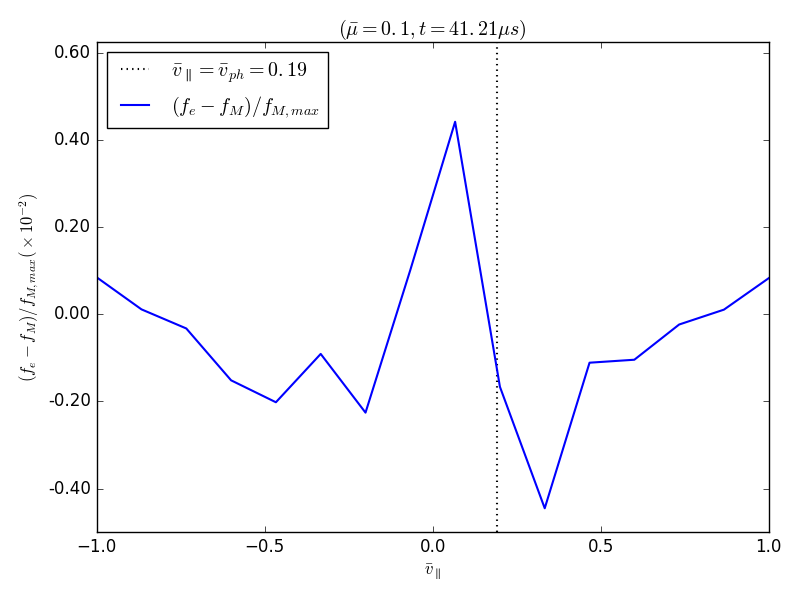 (μ̄ = 0.1, t = 41.21μs)
v̄∥ = v̄ph = 0.19
(fe − fM)/fM,max
0.60
0.40
0.20
0.00
-0.20
-0.40
(fe − fM)/fM,max(×10⁻²)
−1.0 −0.5 0.0 0.5 1.0
v̄∥